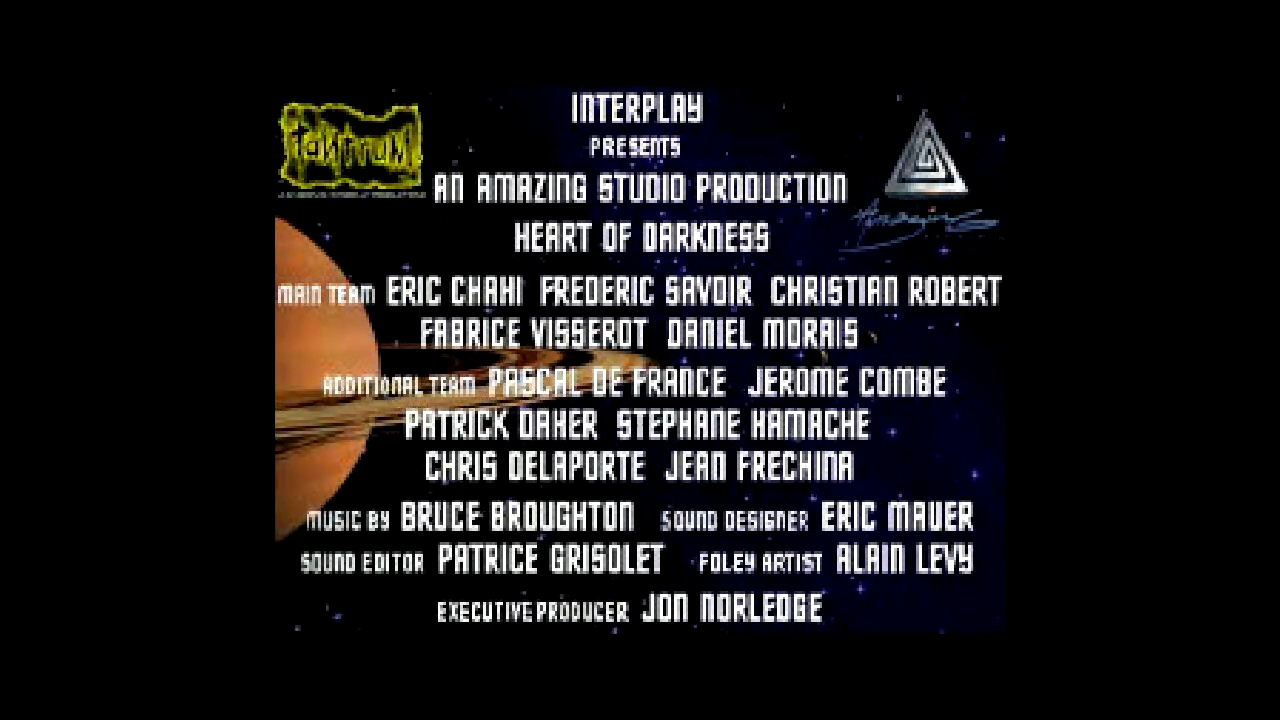 INTERPLAY
PRESENTS
tantrum
AN AMAZING STUDIO PRODUCTION
Amazing
HEART OF DARKNESS
MAIN TEAM ERIC CHAHI FREDERIC SAVOIR CHRISTIAN ROBERT
FABRICE VISSEROT DANIEL MORAIS
ADDITIONAL TEAM PASCAL DE FRANCE JEROME COMBE
PATRICK DAHER STEPHANE HAMACHE
CHRIS DELAPORTE JEAN FRECHINA
MUSIC BY BRUCE BROUGHTON SOUND DESIGNER ERIC MAUER
SOUND EDITOR PATRICE GRISOLET FOLEY ARTIST ALAIN LEVY
EXECUTIVE PRODUCER JON NORLEDGE